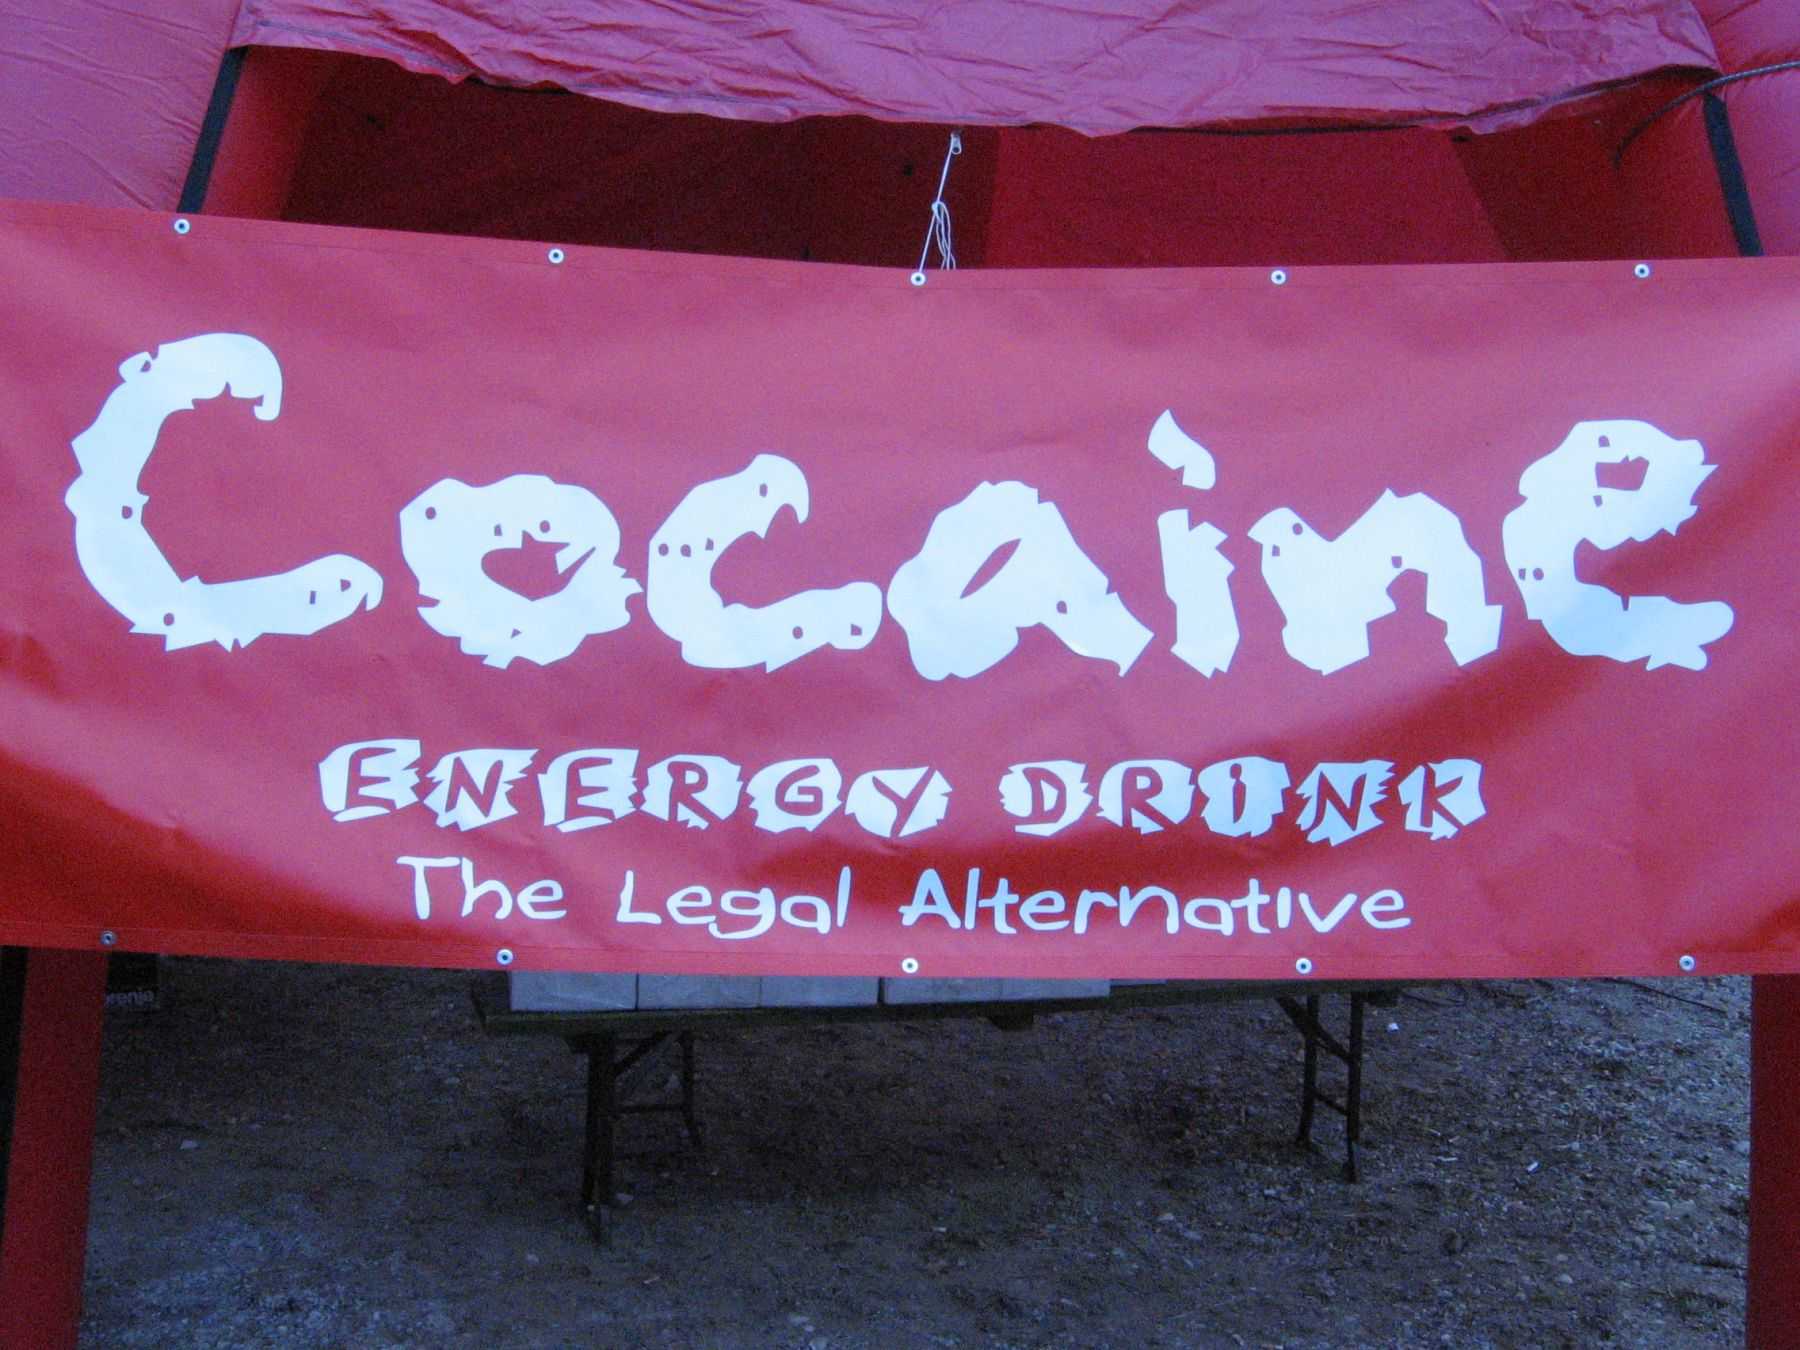 Cocaine
ENERGY DRiNK
The Legal Alternative